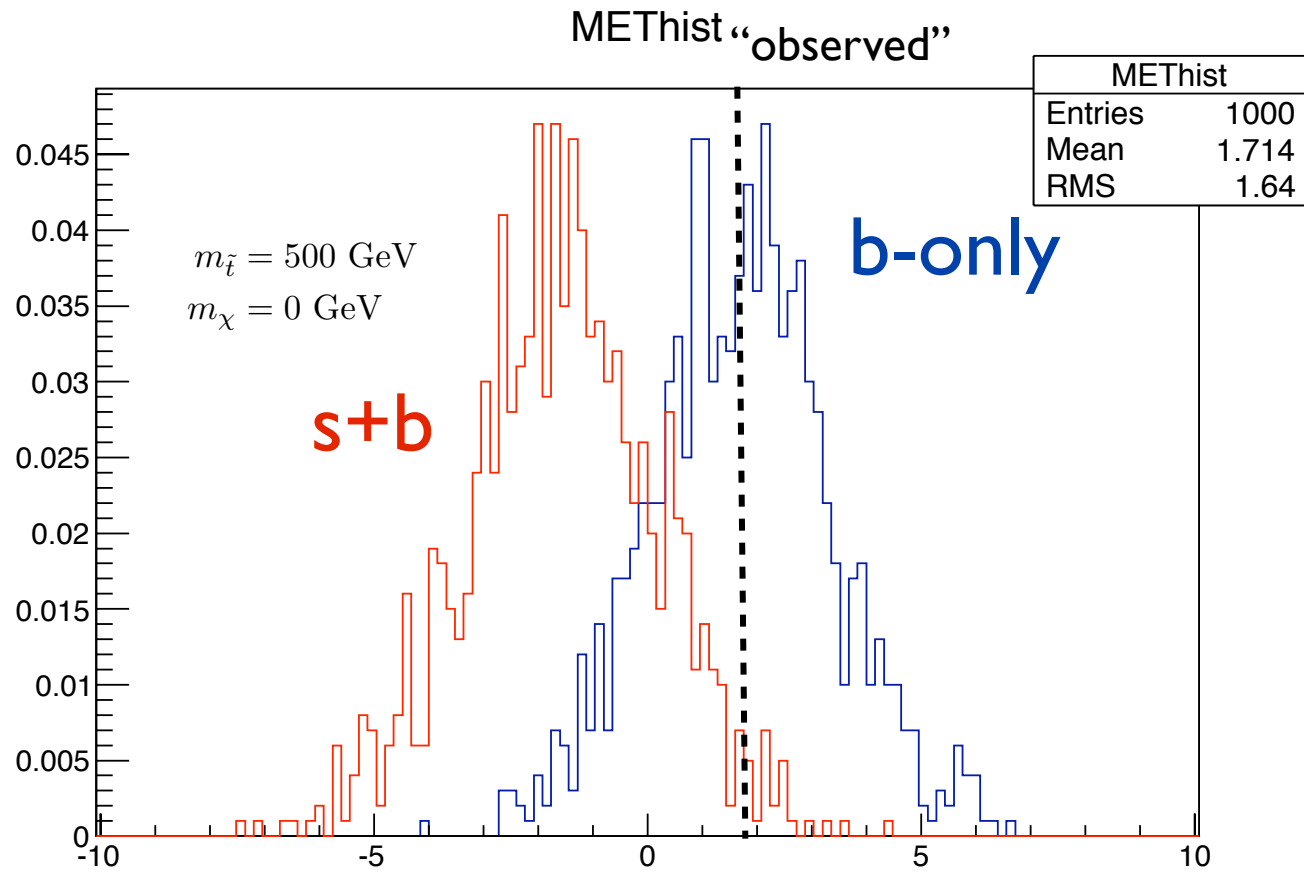 METhist “observed”
METhist
Entries 1000
Mean 1.714
RMS 1.64
0.045
0.04
0.035
0.03
0.025
0.02
0.015
0.01
0.005
0
m_{\tilde{t}} = 500 GeV
m_χ = 0 GeV
s+b
b-only
-10 -5 0 5 10